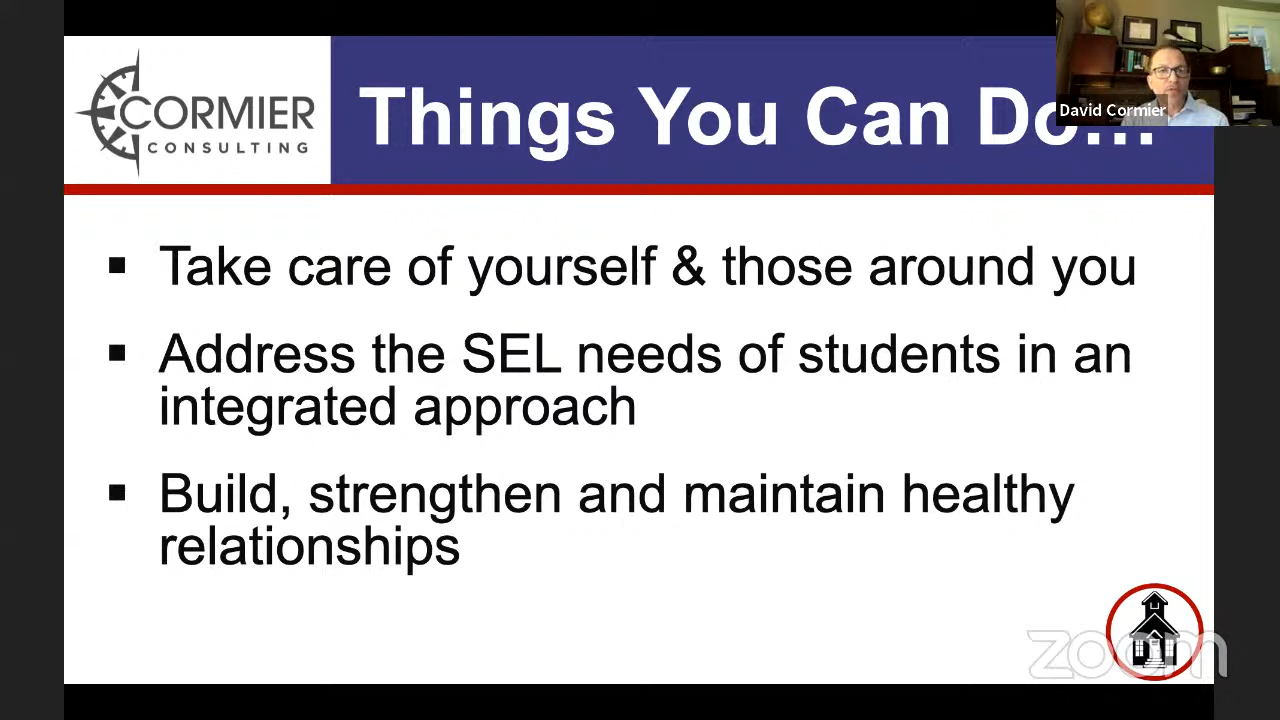 CORMIER
CONSULTING
Things You Can Do...
David Cormier
▪ Take care of yourself & those around you
▪ Address the SEL needs of students in an
integrated approach
▪ Build, strengthen and maintain healthy
relationships
zoom